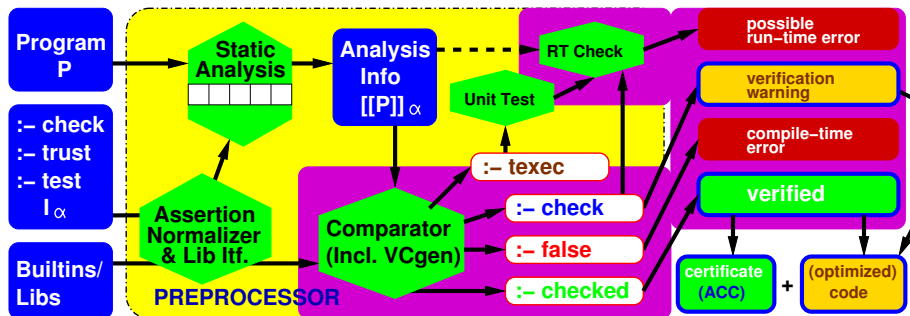 Program
P
:− check
:− trust
:− test
I α
Builtins/
Libs
Static
Analysis
Assertion
Normalizer
& Lib Itf.
PREPROCESSOR
Analysis
Info
[[P]] α
Comparator
(Incl. VCgen)
RT Check
Unit Test
:− texec
:− check
:− false
:− checked
possible
run−time error
verification
warning
compile−time
error
verified
certificate
(ACC)
+
(optimized)
code